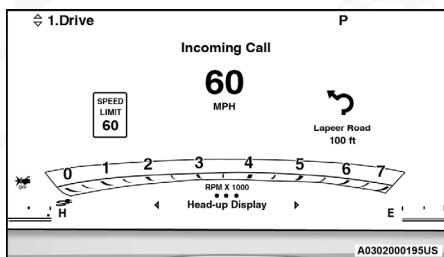 1.Drive
P
Incoming Call
60
MPH
SPEED
LIMIT
60
Lapeer Road
100 ft
0 1 2 3 4 5 6 7
RPM X 1000
OFF
H
Head-up Display
E
A0302000195US